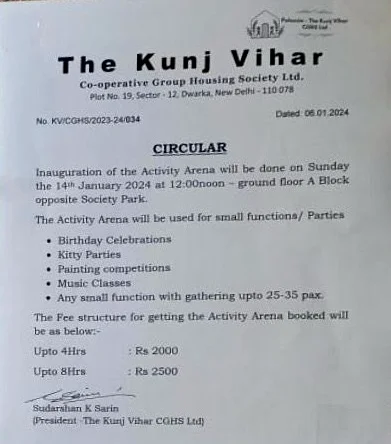 Palencia - The Kunj Vihar
CGHS Ltd
The Kunj Vihar
Co-operative Group Housing Society Ltd.
Plot No. 19, Sector - 12, Dwarka, New Delhi - 110 078
No. KV/CGHS/2023-24/034
Dated: 06.01.2024
CIRCULAR
Inauguration of the Activity Arena will be done on Sunday
the 14th January 2024 at 12:00noon – ground floor A Block
opposite Society Park.
The Activity Arena will be used for small functions/ Parties
• Birthday Celebrations
• Kitty Parties
• Painting competitions
• Music Classes
• Any small function with gathering upto 25-35 pax.
The Fee structure for getting the Activity Arena booked will
be as below:-
Upto 4Hrs : Rs 2000
Upto 8Hrs : Rs 2500
Sudarshan K Sarin
(President -The Kunj Vihar CGHS Ltd)